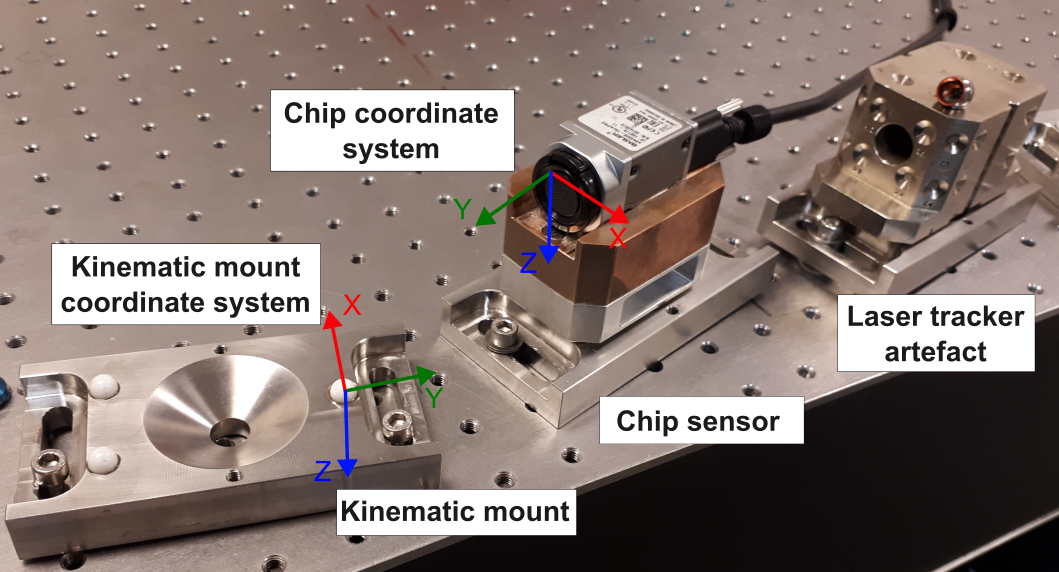 Chip coordinate
system
Y
X
Z
Kinematic mount
coordinate system
X
Y
Z
Laser tracker
artefact
Chip sensor
Kinematic mount